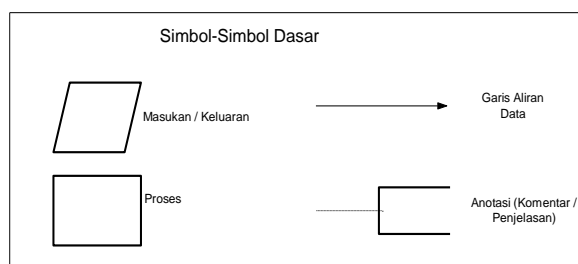 Simbol-Simbol Dasar
Masukan / Keluaran
Garis Aliran
Data
Proses
Anotasi (Komentar /
Penjelasan)